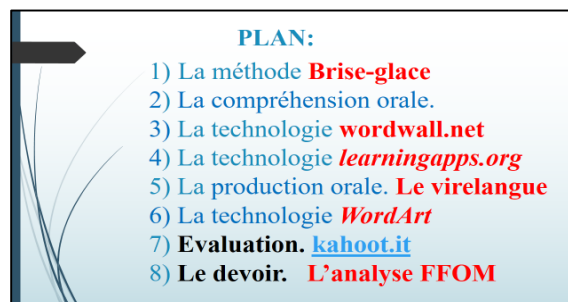 PLAN:
1) La méthode Brise-glace
2) La compréhension orale.
3) La technologie wordwall.net
4) La technologie learningapps.org
5) La production orale. Le virelangue
6) La technologie WordArt
7) Evaluation. kahoot.it
8) Le devoir. L'analyse FFOM